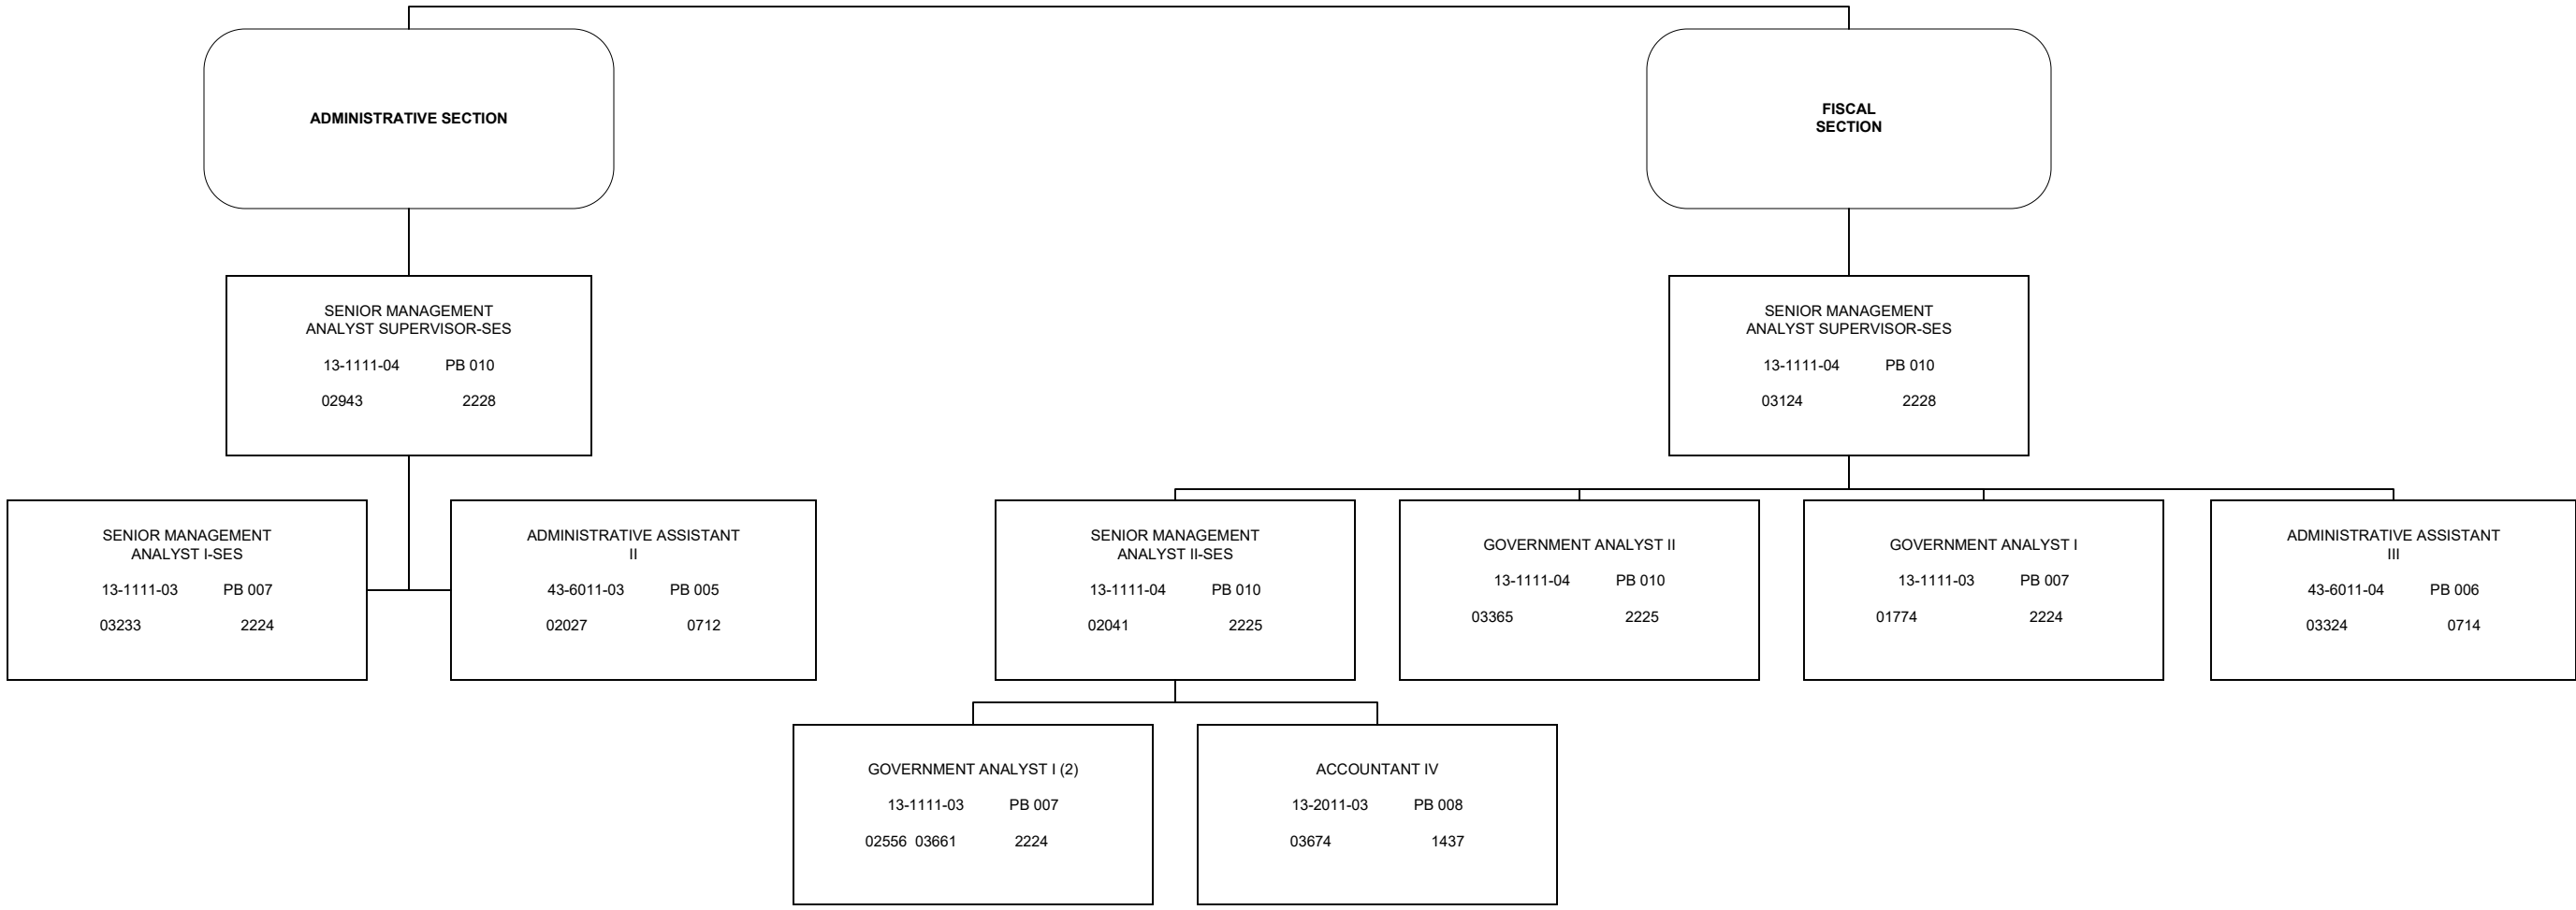 ADMINISTRATIVE SECTION
FISCAL
SECTION
SENIOR MANAGEMENT
ANALYST SUPERVISOR-SES
13-1111-04 PB 010
02943 2228
SENIOR MANAGEMENT
ANALYST SUPERVISOR-SES
13-1111-04 PB 010
03124 2228
SENIOR MANAGEMENT
ANALYST I-SES
13-1111-03 PB 007
03233 2224
ADMINISTRATIVE ASSISTANT
II
43-6011-03 PB 005
02027 0712
SENIOR MANAGEMENT
ANALYST II-SES
13-1111-04 PB 010
02041 2225
GOVERNMENT ANALYST II
13-1111-04 PB 010
03365 2225
GOVERNMENT ANALYST I
13-1111-03 PB 007
01774 2224
ADMINISTRATIVE ASSISTANT
III
43-6011-04 PB 006
03324 0714
GOVERNMENT ANALYST I (2)
13-1111-03 PB 007
02556 03661 2224
ACCOUNTANT IV
13-2011-03 PB 008
03674 1437